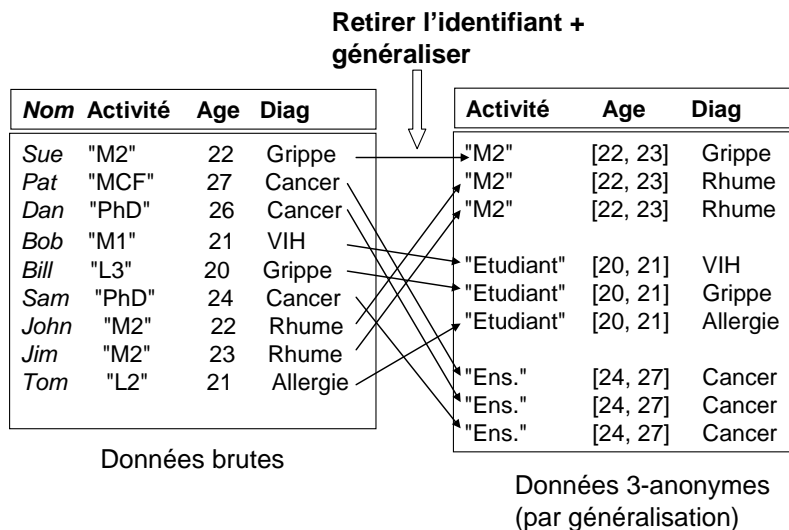 Retirer l'identifiant +
généraliser
Nom Activité Age Diag
Sue "M2" 22 Grippe
Pat "MCF" 27 Cancer
Dan "PhD" 26 Cancer
Bob "M1" 21 VIH
Bill "L3" 20 Grippe
Sam "PhD" 24 Cancer
John "M2" 22 Rhume
Jim "M2" 23 Rhume
Tom "L2" 21 Allergie
Données brutes
Activité Age Diag
"M2" [22, 23] Grippe
"M2" [22, 23] Rhume
"M2" [22, 23] Rhume
"Etudiant" [20, 21] VIH
"Etudiant" [20, 21] Grippe
"Etudiant" [20, 21] Allergie
"Ens." [24, 27] Cancer
"Ens." [24, 27] Cancer
"Ens." [24, 27] Cancer
Données 3-anonymes
(par généralisation)